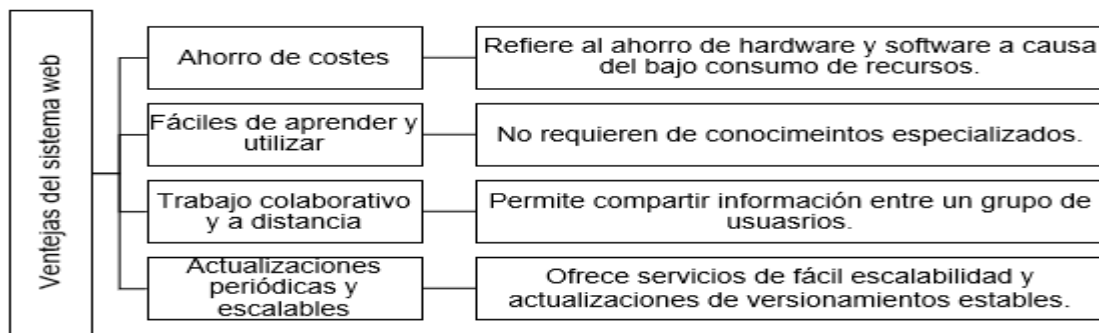 Ventejas del sistema web
Ahorro de costes
Refiere al ahorro de hardware y software a causa
del bajo consumo de recursos.
Fáciles de aprender y
utilizar
No requieren de conocimeintos especializados.
Trabajo colaborativo
y a distancia
Permite compartir información entre un grupo de
usuasrios.
Actualizaciones
periódicas y
escalables
Ofrece servicios de fácil escalabilidad y
actualizaciones de versionamientos estables.